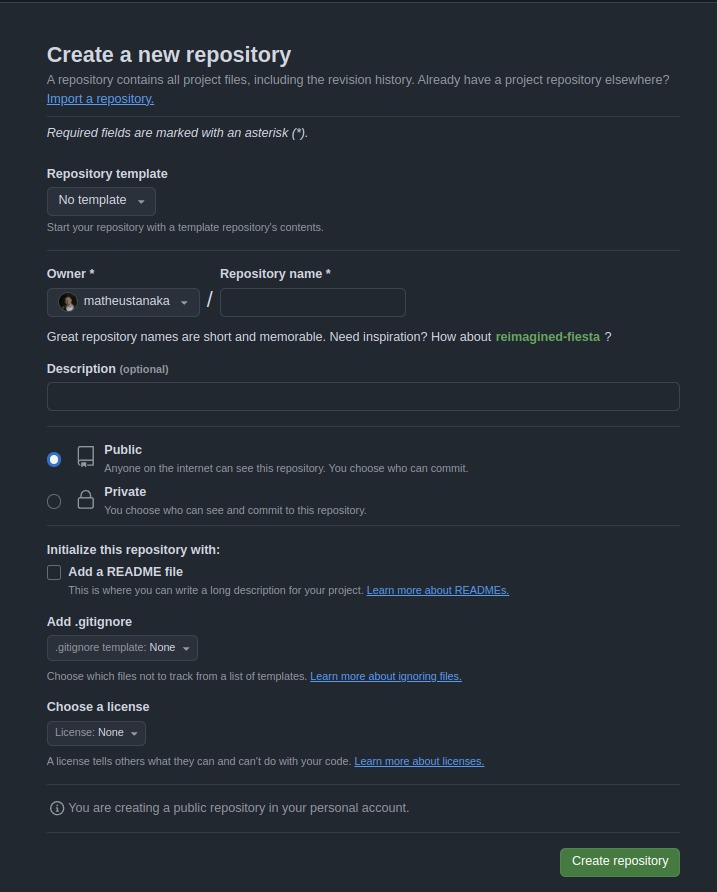 Create a new repository
A repository contains all project files, including the revision history. Already have a project repository elsewhere?
Import a repository.
Required fields are marked with an asterisk (*).
Repository template
No template
Start your repository with a template repository's contents.
Owner * Repository name *
matheustanaka /
Great repository names are short and memorable. Need inspiration? How about reimagined-fiesta ?
Description (optional)
Public
Anyone on the internet can see this repository. You choose who can commit.
Private
You choose who can see and commit to this repository.
Initialize this repository with:
Add a README file
This is where you can write a long description for your project. Learn more about READMEs.
Add .gitignore
.gitignore template: None
Choose which files not to track from a list of templates. Learn more about ignoring files.
Choose a license
License: None
A license tells others what they can and can't do with your code. Learn more about licenses.
You are creating a public repository in your personal account.
Create repository